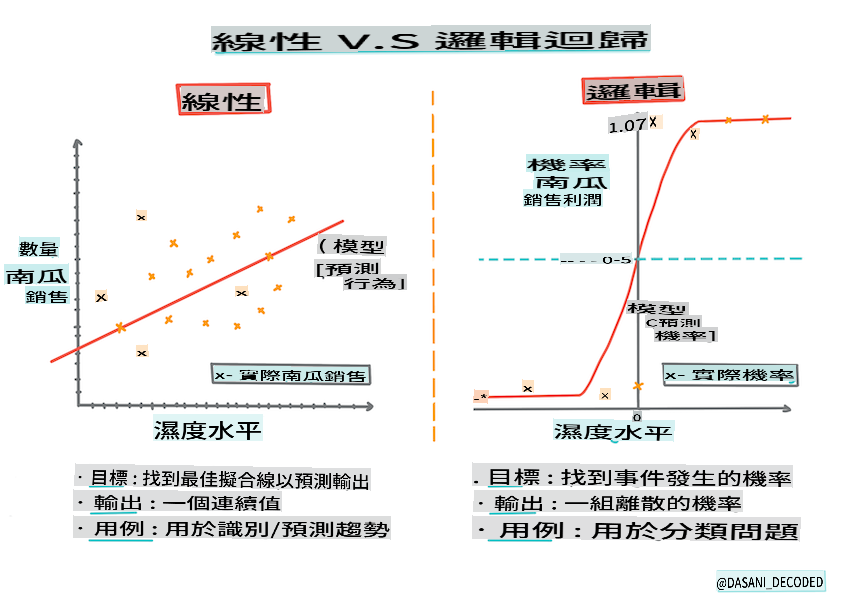 線性 V.S 邏輯迴歸
線性
數量
南瓜
銷售
(模型
[預測
行為」
x- 實際南瓜銷售
濕度水平
· 目標 : 找到最佳擬合線以預測輸出
· 輸出 : 一個連續值
· 用例 : 用於識別/預測趨勢
邏輯
1.07
機率
南瓜
銷售利潤
-- - - 0-5
模型
C預測
機率]
x- 實際機率
0
濕度水平
. 目標 : 找到事件發生的機率
· 輸出 : 一組離散的機率
· 用例 : 用於分類問題
@DASANI_DECODED